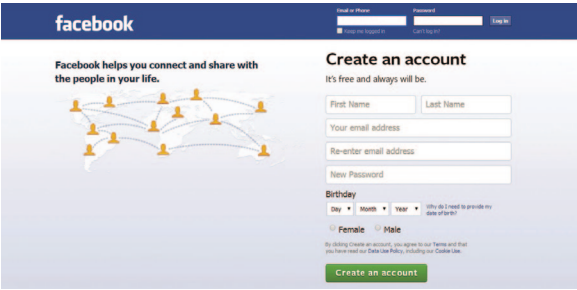 facebook
Email or Phone
Password
Log in
Keep me logged in
Can't log in?
Facebook helps you connect and share with
the people in your life.
Create an account
It's free and always will be.
First Name
Last Name
Your email address
Re-enter email address
New Password
Birthday
Day
Month
Year
Why do I need to provide my
date of birth?
Female
Male
By clicking Create an account, you agree to our Terms and that
you have read our Data Use Policy, including our Cookie Use.
Create an account